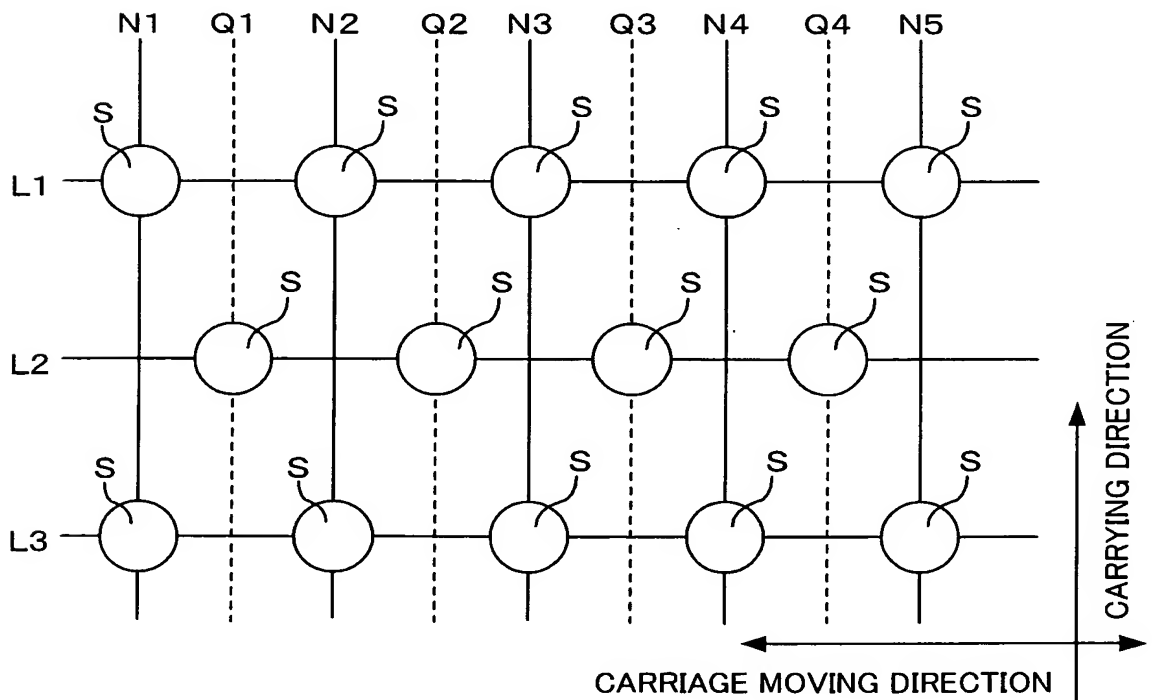 N1 Q1 N2 Q2 N3 Q3 N4 Q4 N5
S S S S S
L1
S S S S
L2
S S S S S
L3
CARRYING DIRECTION
CARRIAGE MOVING DIRECTION